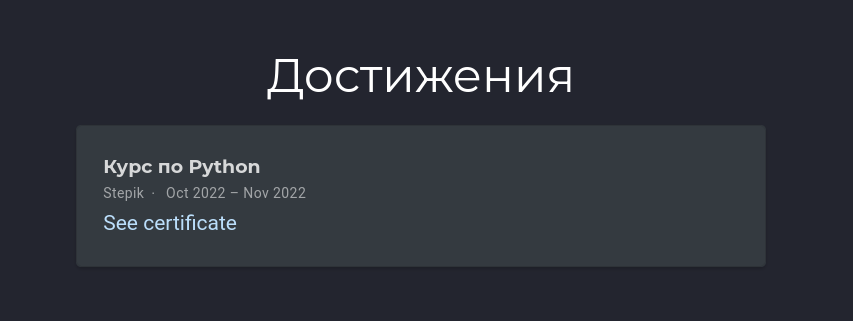 Достижения
Курс по Python
Stepik · Oct 2022 – Nov 2022
See certificate